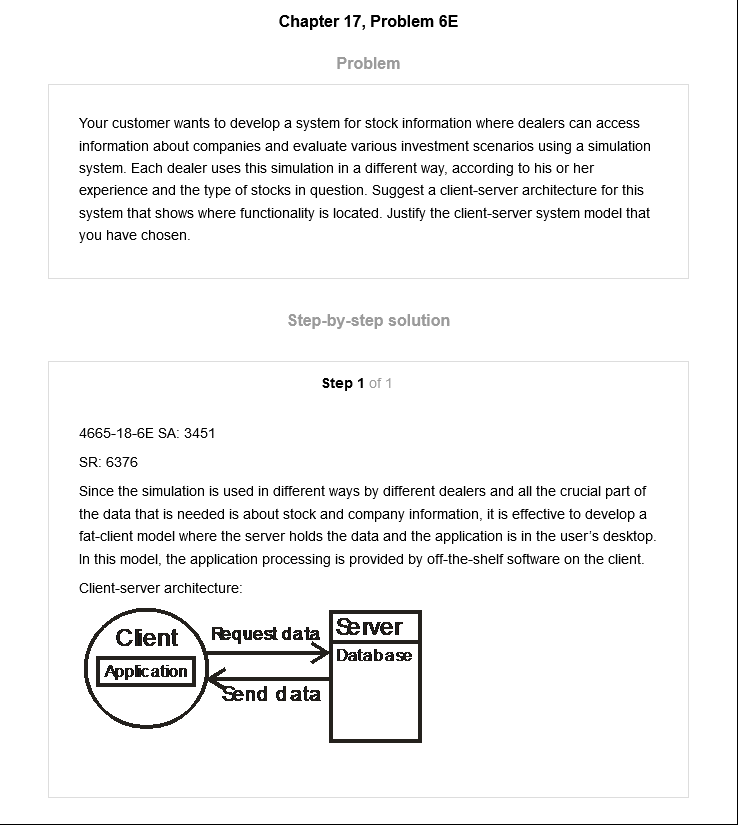 Chapter 17, Problem 6E
Problem
Your customer wants to develop a system for stock information where dealers can access
information about companies and evaluate various investment scenarios using a simulation
system. Each dealer uses this simulation in a different way, according to his or her
experience and the type of stocks in question. Suggest a client-server architecture for this
system that shows where functionality is located. Justify the client-server system model that
you have chosen.
Step-by-step solution
Step 1 of 1
4665-18-6E SA: 3451
SR: 6376
Since the simulation is used in different ways by different dealers and all the crucial part of
the data that is needed is about stock and company information, it is effective to develop a
fat-client model where the server holds the data and the application is in the user's desktop.
In this model, the application processing is provided by off-the-shelf software on the client.
Client-server architecture:
Client
Application
Request data
Send data
Server
Database